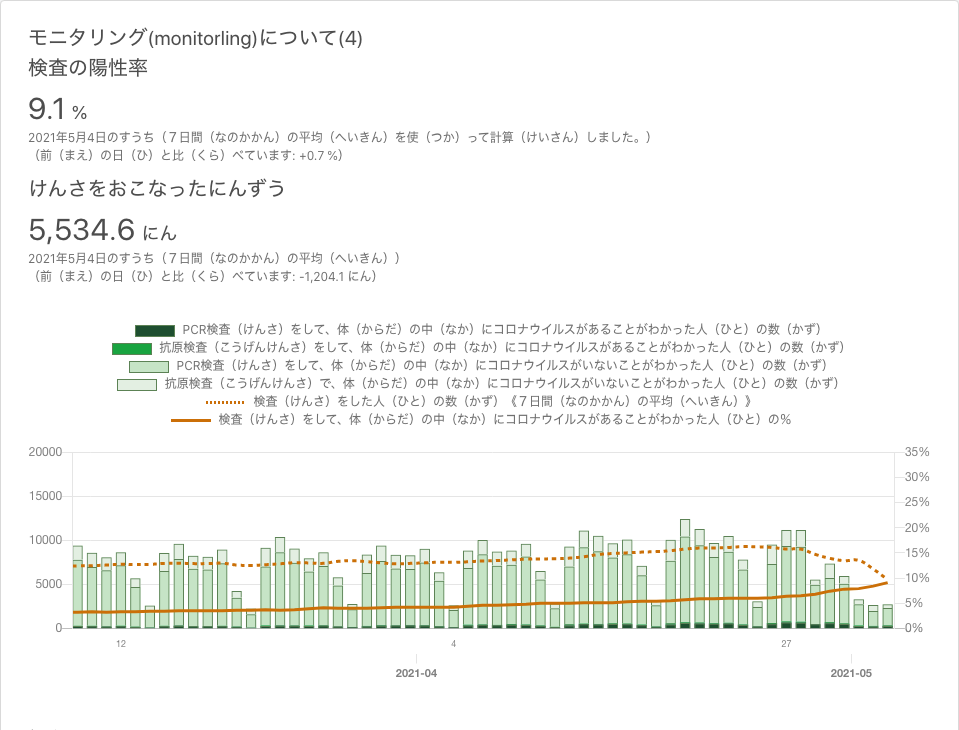 モニタリング(monitorling)について(4)
検査の陽性率
9.1 %
2021年5月4日のすうち（７日間（なのかかん）の平均（へいきん）を使（つか）って計算（けいさん）しました。）
（前（まえ）の日（ひ）と比（くら）べています: +0.7 %）
けんさをおこなったにんずう
5,534.6 にん
2021年5月4日のすうち（７日間（なのかかん）の平均（へいきん））
（前（まえ）の日（ひ）と比（くら）べています: -1,204.1 にん）
PCR検査（けんさ）をして、体（からだ）の中（なか）にコロナウイルスがあることがわかった人（ひと）の数（かず）
抗原検査（こうげんけんさ）をして、体（からだ）の中（なか）にコロナウイルスがあることがわかった人（ひと）の数（かず）
PCR検査（けんさ）をして、体（からだ）の中（なか）にコロナウイルスがいないことがわかった人（ひと）の数（かず）
抗原検査（こうげんけんさ）で、体（からだ）の中（なか）にコロナウイルスがいないことがわかった人（ひと）の数（かず）
検査（けんさ）をした人（ひと）の数（かず）《７日間（なのかかん）の平均（へいきん）》
検査（けんさ）をして、体（からだ）の中（なか）にコロナウイルスがあることがわかった人（ひと）の%
20000 35%
30%
15000 25%
20%
10000 15%
10%
5000 5%
0 0%
12 4 27
2021-04 2021-05